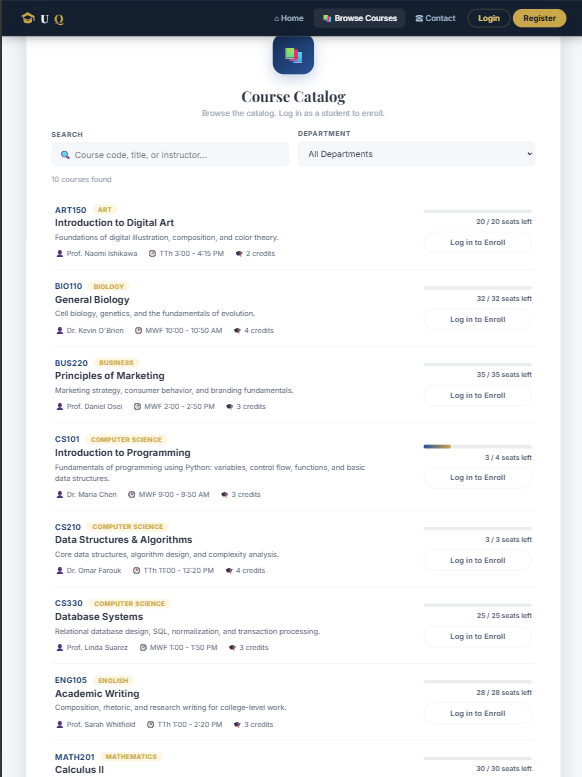 U Q
Home
Browse Courses
Contact
Login
Register
Course Catalog
Browse the catalog. Log in as a student to enroll.
SEARCH
DEPARTMENT
Course code, title, or instructor...
All Departments
10 courses found
ART150 ART
Introduction to Digital Art
Foundations of digital illustration, composition, and color theory.
Prof. Naomi Ishikawa TTh 3:00 - 4:15 PM 2 credits
20 / 20 seats left
Log in to Enroll
BIO110 BIOLOGY
General Biology
Cell biology, genetics, and the fundamentals of evolution.
Dr. Kevin O'Brien MWF 10:00 - 10:50 AM 4 credits
32 / 32 seats left
Log in to Enroll
BUS220 BUSINESS
Principles of Marketing
Marketing strategy, consumer behavior, and branding fundamentals.
Prof. Daniel Osei MWF 2:00 - 2:50 PM 3 credits
35 / 35 seats left
Log in to Enroll
CS101 COMPUTER SCIENCE
Introduction to Programming
Fundamentals of programming using Python: variables, control flow, functions, and basic
data structures.
Dr. Maria Chen MWF 9:00 - 9:50 AM 3 credits
3 / 4 seats left
Log in to Enroll
CS210 COMPUTER SCIENCE
Data Structures & Algorithms
Core data structures, algorithm design, and complexity analysis.
Dr. Omar Farouk TTh 11:00 - 12:20 PM 4 credits
3 / 3 seats left
Log in to Enroll
CS330 COMPUTER SCIENCE
Database Systems
Relational database design, SQL, normalization, and transaction processing.
Prof. Linda Suarez MWF 1:00 - 1:50 PM 3 credits
25 / 25 seats left
Log in to Enroll
ENG105 ENGLISH
Academic Writing
Composition, rhetoric, and research writing for college-level work.
Prof. Sarah Whitfield TTh 1:00 - 2:20 PM 3 credits
28 / 28 seats left
Log in to Enroll
MATH201 MATHEMATICS
Calculus II
30 / 30 seats left